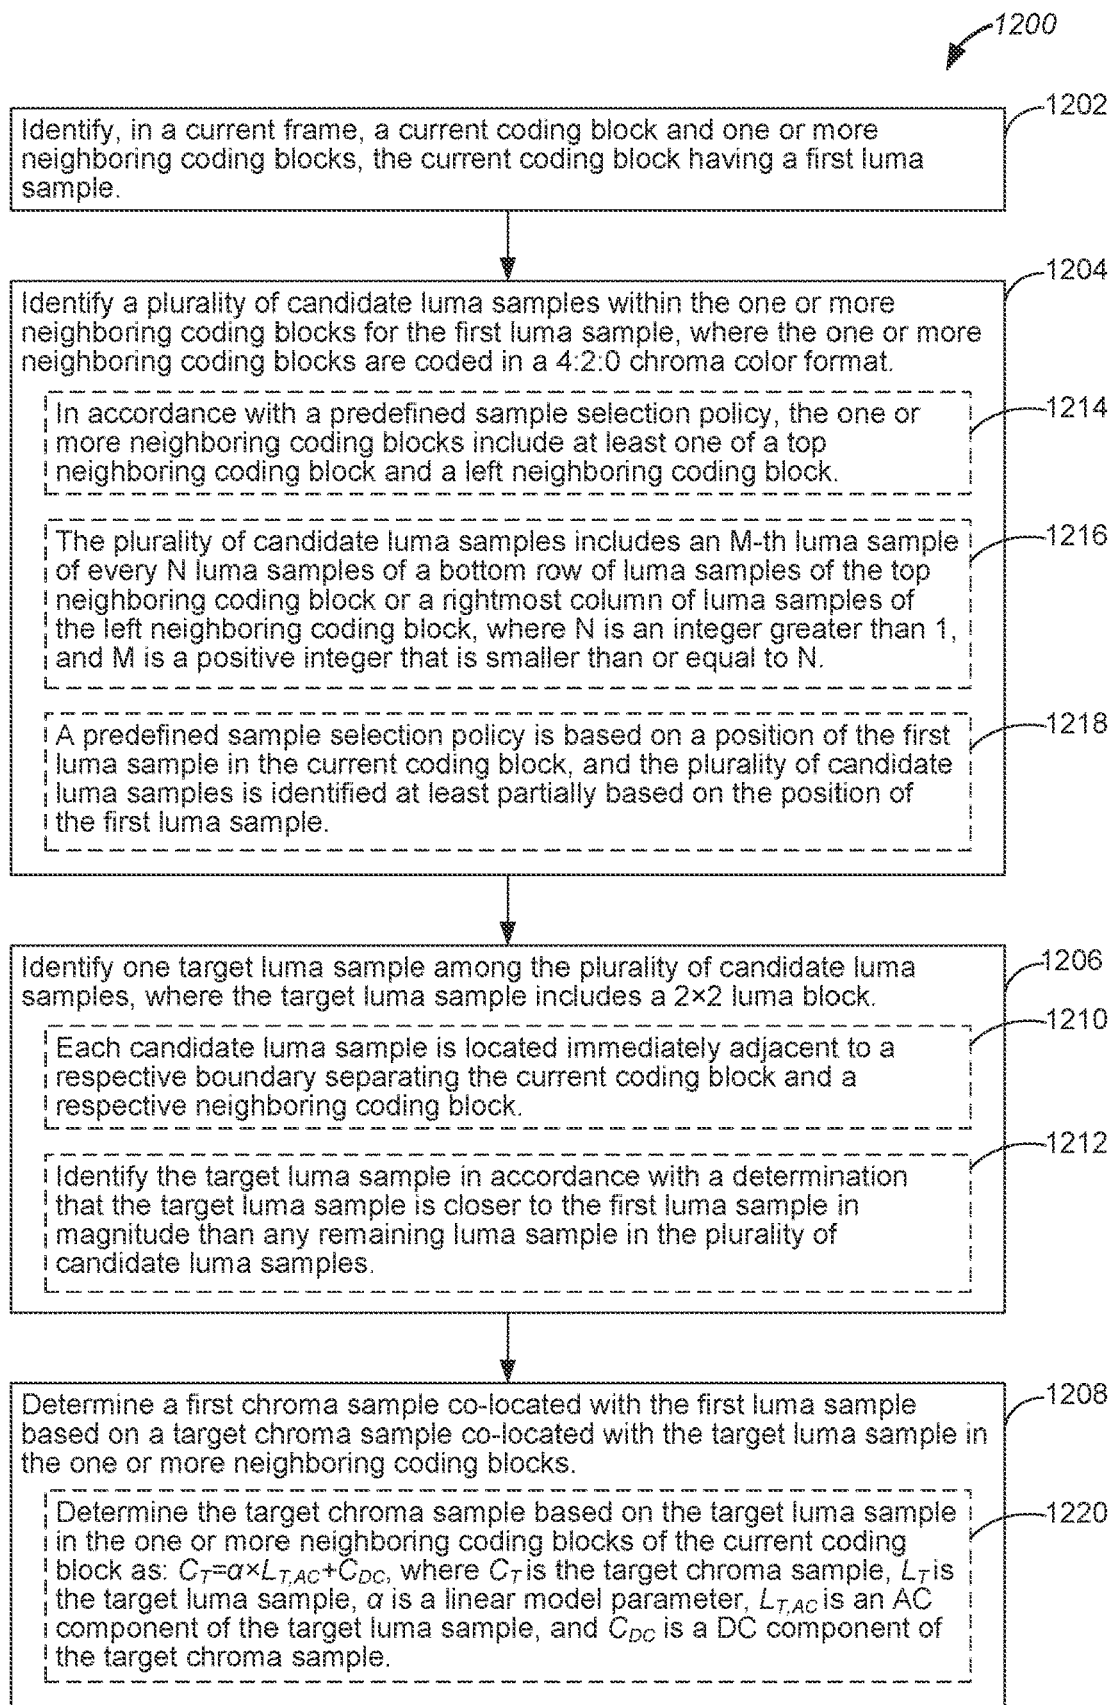 1200
1202
Identify, in a current frame, a current coding block and one or more
neighboring coding blocks, the current coding block having a first luma
sample.
1204
Identify a plurality of candidate luma samples within the one or more
neighboring coding blocks for the first luma sample, where the one or more
neighboring coding blocks are coded in a 4:2:0 chroma color format.
1214
In accordance with a predefined sample selection policy, the one or
more neighboring coding blocks include at least one of a top
neighboring coding block and a left neighboring coding block.
1216
The plurality of candidate luma samples includes an M-th luma sample
of every N luma samples of a bottom row of luma samples of the top
neighboring coding block or a rightmost column of luma samples of
the left neighboring coding block, where N is an integer greater than 1,
and M is a positive integer that is smaller than or equal to N.
1218
A predefined sample selection policy is based on a position of the first
luma sample in the current coding block, and the plurality of candidate
luma samples is identified at least partially based on the position of
the first luma sample.
1206
Identify one target luma sample among the plurality of candidate luma
samples, where the target luma sample includes a 2×2 luma block.
1210
Each candidate luma sample is located immediately adjacent to a
respective boundary separating the current coding block and a
respective neighboring coding block.
1212
Identify the target luma sample in accordance with a determination
that the target luma sample is closer to the first luma sample in
magnitude than any remaining luma sample in the plurality of
candidate luma samples.
1208
Determine a first chroma sample co-located with the first luma sample
based on a target chroma sample co-located with the target luma sample in
the one or more neighboring coding blocks.
1220
Determine the target chroma sample based on the target luma sample
in the one or more neighboring coding blocks of the current coding
block as: C_T=α×L_{T,AC}+C_{DC}, where C_T is the target chroma sample, L_T is
the target luma sample, α is a linear model parameter, L_{T,AC} is an AC
component of the target luma sample, and C_{DC} is a DC component of
the target chroma sample.